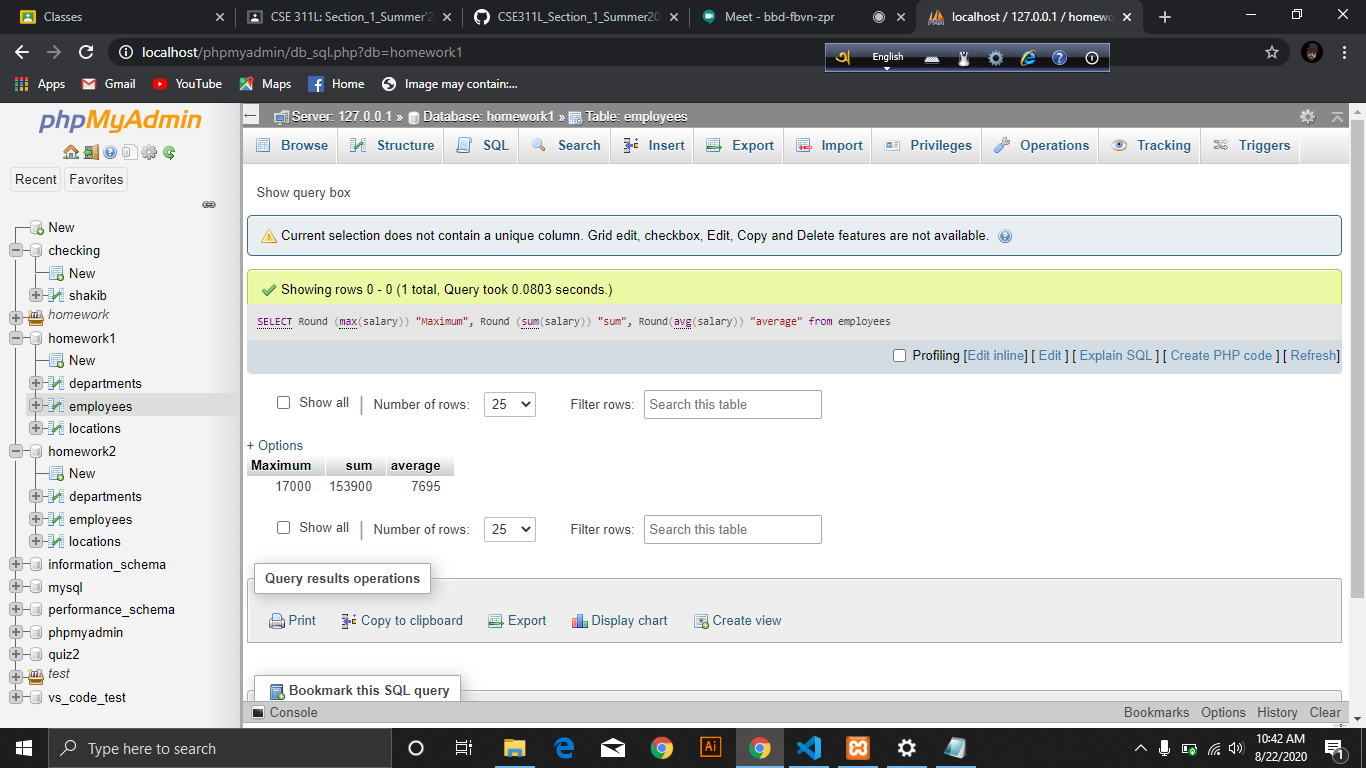 Classes
CSE 311L: Section_1_Summer'2
CSE311L_Section_1_Summer20
Meet - bbd-fbvn-zpr
localhost / 127.0.0.1 / homewo
localhost/phpmyadmin/db_sql.php?db=homework1
English
Apps
Gmail
YouTube
Maps
Home
Image may contain:...
phpMyAdmin
Recent
Favorites
New
checking
New
shakib
homework
homework1
New
departments
employees
locations
homework2
New
departments
employees
locations
information_schema
mysql
performance_schema
phpmyadmin
quiz2
test
vs_code_test
Server: 127.0.0.1 » Database: homework1 » Table: employees
Browse
Structure
SQL
Search
Insert
Export
Import
Privileges
Operations
Tracking
Triggers
Show query box
Current selection does not contain a unique column. Grid edit, checkbox, Edit, Copy and Delete features are not available.
Showing rows 0 - 0 (1 total, Query took 0.0803 seconds.)
SELECT Round (max(salary)) "Maximum", Round (sum(salary)) "sum", Round(avg(salary)) "average" from employees
Profiling [Edit inline] [ Edit ] [ Explain SQL ] [ Create PHP code ] [ Refresh]
Show all | Number of rows: 25 Filter rows: Search this table
+ Options
Maximum sum average
17000 153900 7695
Show all | Number of rows: 25 Filter rows: Search this table
Query results operations
Print
Copy to clipboard
Export
Display chart
Create view
Bookmark this SQL query
Console
Bookmarks Options History Clear
Type here to search
Ai
10:42 AM
8/22/2020
1